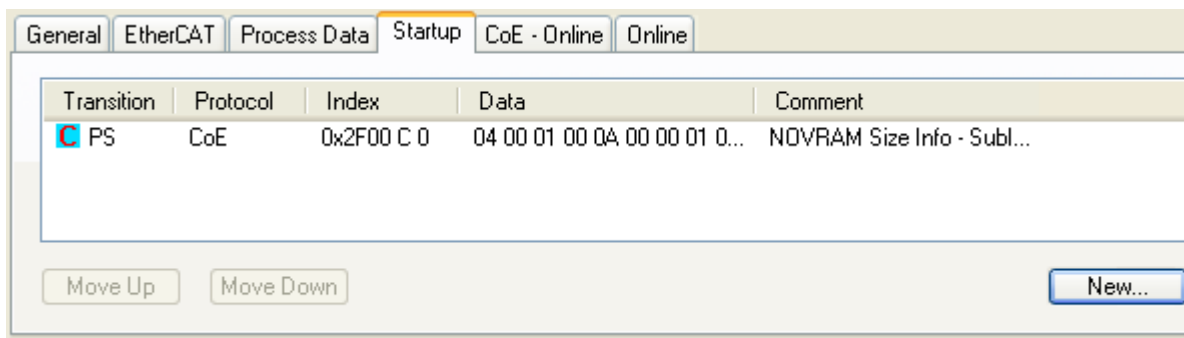 General EtherCAT Process Data Startup CoE - Online Online
Transition Protocol Index Data Comment
C PS CoE 0x2F00 C 0 04 00 01 00 0A 00 00 01 0... NOVRAM Size Info - Subl...
Move Up Move Down New...